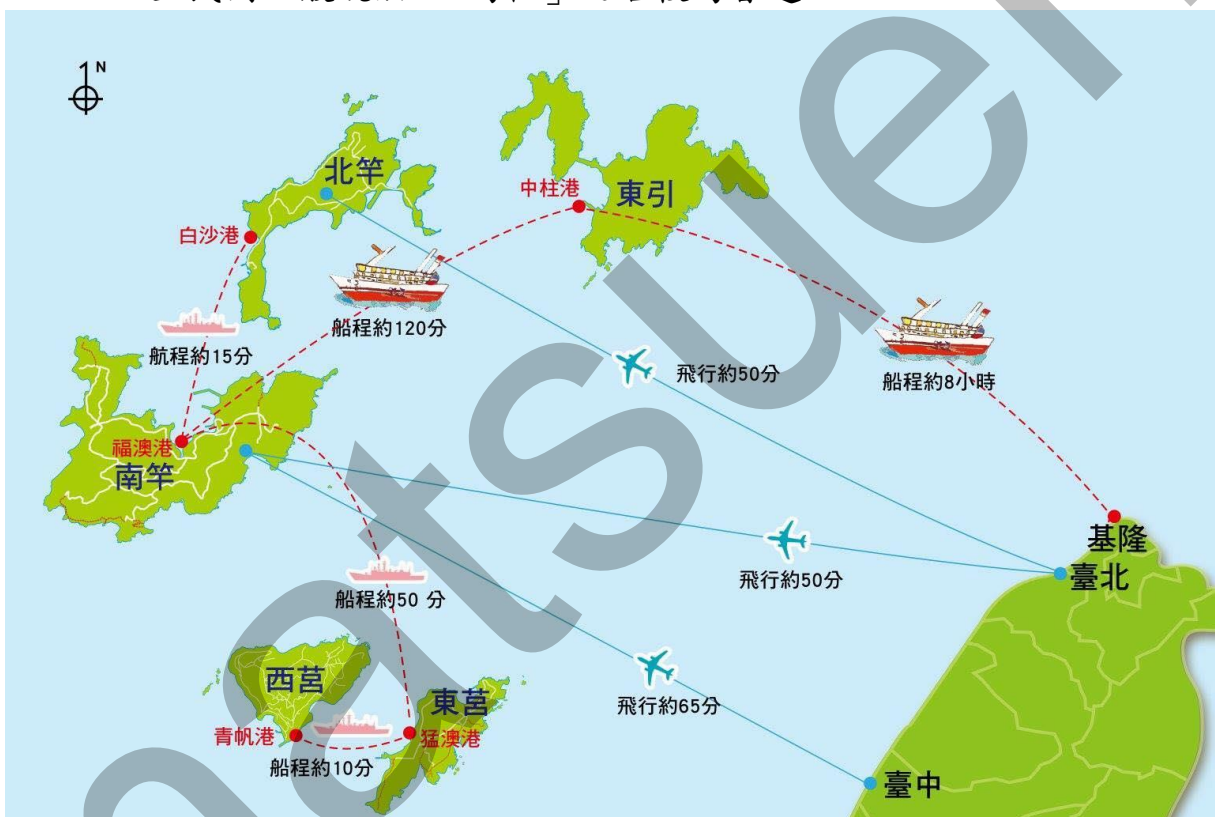 N
北竿
中柱港
東引
白沙港
船程約120分
航程約15分
飛行約50分
船程約8小時
福澳港
南竿
基隆
飛行約50分
臺北
船程約50 分
西莒
東莒
飛行約65分
青帆港
猛澳港
船程約10分
臺中